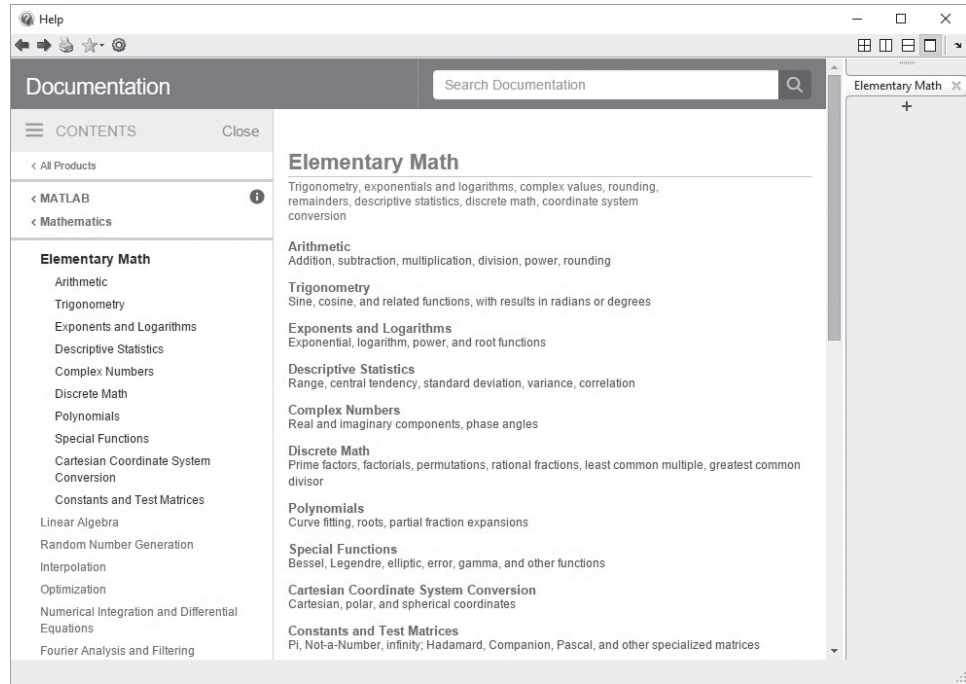 Help
Documentation
Search Documentation
Elementary Math
CONTENTS
Close
< All Products
< MATLAB
< Mathematics
Elementary Math
Arithmetic
Trigonometry
Exponents and Logarithms
Descriptive Statistics
Complex Numbers
Discrete Math
Polynomials
Special Functions
Cartesian Coordinate System
Conversion
Constants and Test Matrices
Linear Algebra
Random Number Generation
Interpolation
Optimization
Numerical Integration and Differential
Equations
Fourier Analysis and Filtering
Elementary Math
Trigonometry, exponentials and logarithms, complex values, rounding,
remainders, descriptive statistics, discrete math, coordinate system
conversion
Arithmetic
Addition, subtraction, multiplication, division, power, rounding
Trigonometry
Sine, cosine, and related functions, with results in radians or degrees
Exponents and Logarithms
Exponential, logarithm, power, and root functions
Descriptive Statistics
Range, central tendency, standard deviation, variance, correlation
Complex Numbers
Real and imaginary components, phase angles
Discrete Math
Prime factors, factorials, permutations, rational fractions, least common multiple, greatest common
divisor
Polynomials
Curve fitting, roots, partial fraction expansions
Special Functions
Bessel, Legendre, elliptic, error, gamma, and other functions
Cartesian Coordinate System Conversion
Cartesian, polar, and spherical coordinates
Constants and Test Matrices
Pi, Not-a-Number, infinity; Hadamard, Companion, Pascal, and other specialized matrices